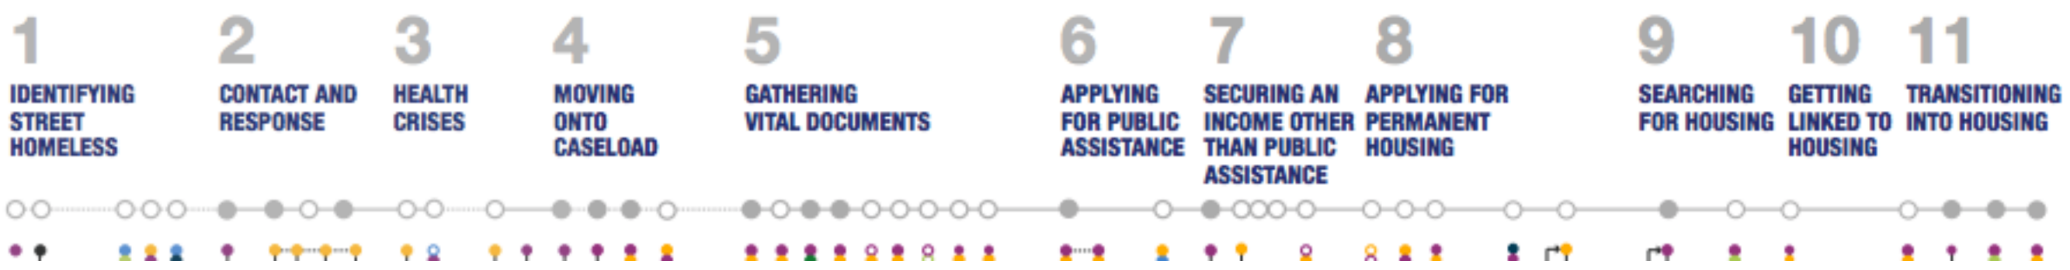 1
IDENTIFYING
STREET
HOMELESS
2
CONTACT AND
RESPONSE
3
HEALTH
CRISES
4
MOVING
ONTO
CASELOAD
5
GATHERING
VITAL DOCUMENTS
6
APPLYING
FOR PUBLIC
ASSISTANCE
7
SECURING AN
INCOME OTHER
THAN PUBLIC
ASSISTANCE
8
APPLYING FOR
PERMANENT
HOUSING
9
SEARCHING
FOR HOUSING
10
GETTING
LINKED TO
HOUSING
11
TRANSITIONING
INTO HOUSING